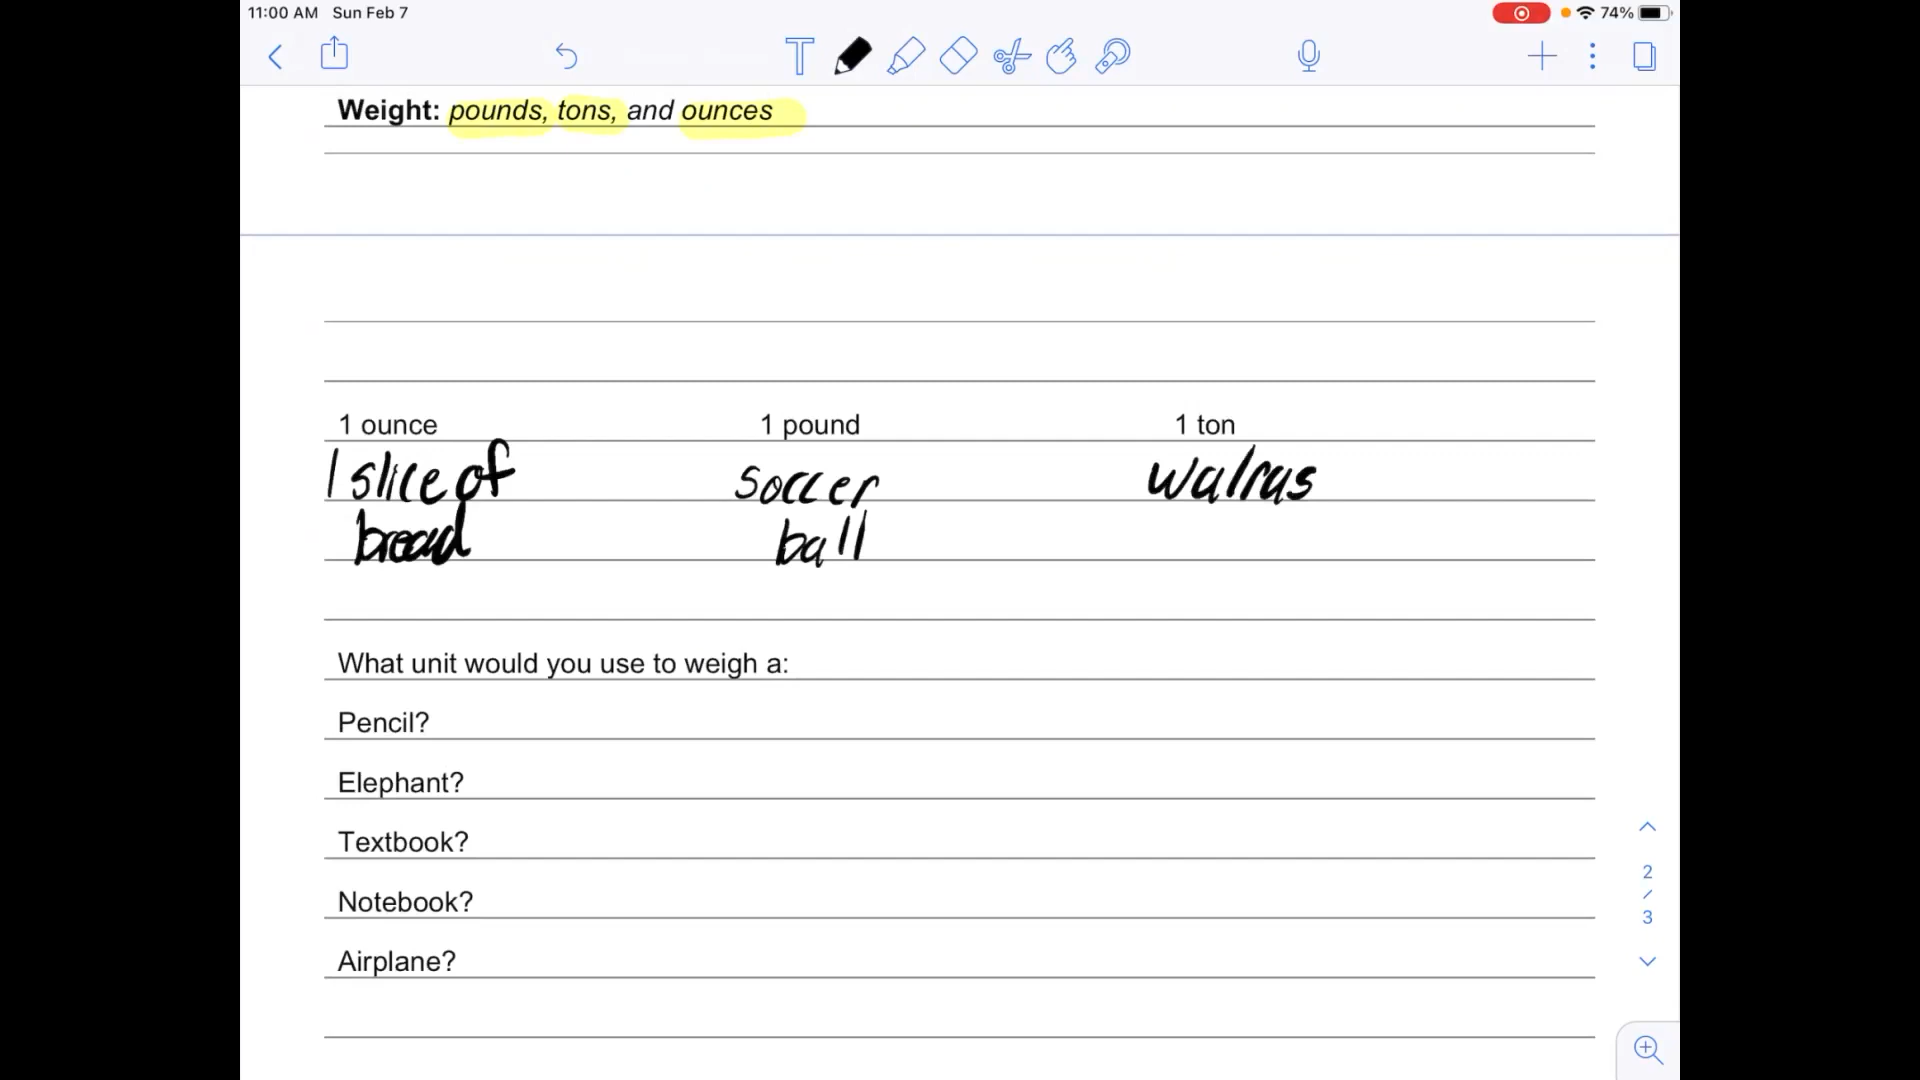 11:00 AM Sun Feb 7
74%
T
Weight: pounds, tons, and ounces
1 ounce 1 pound 1 ton
1 slice of soccer walrus
bread ball
What unit would you use to weigh a:
Pencil?
Elephant?
Textbook?
Notebook?
Airplane?
2
/
3